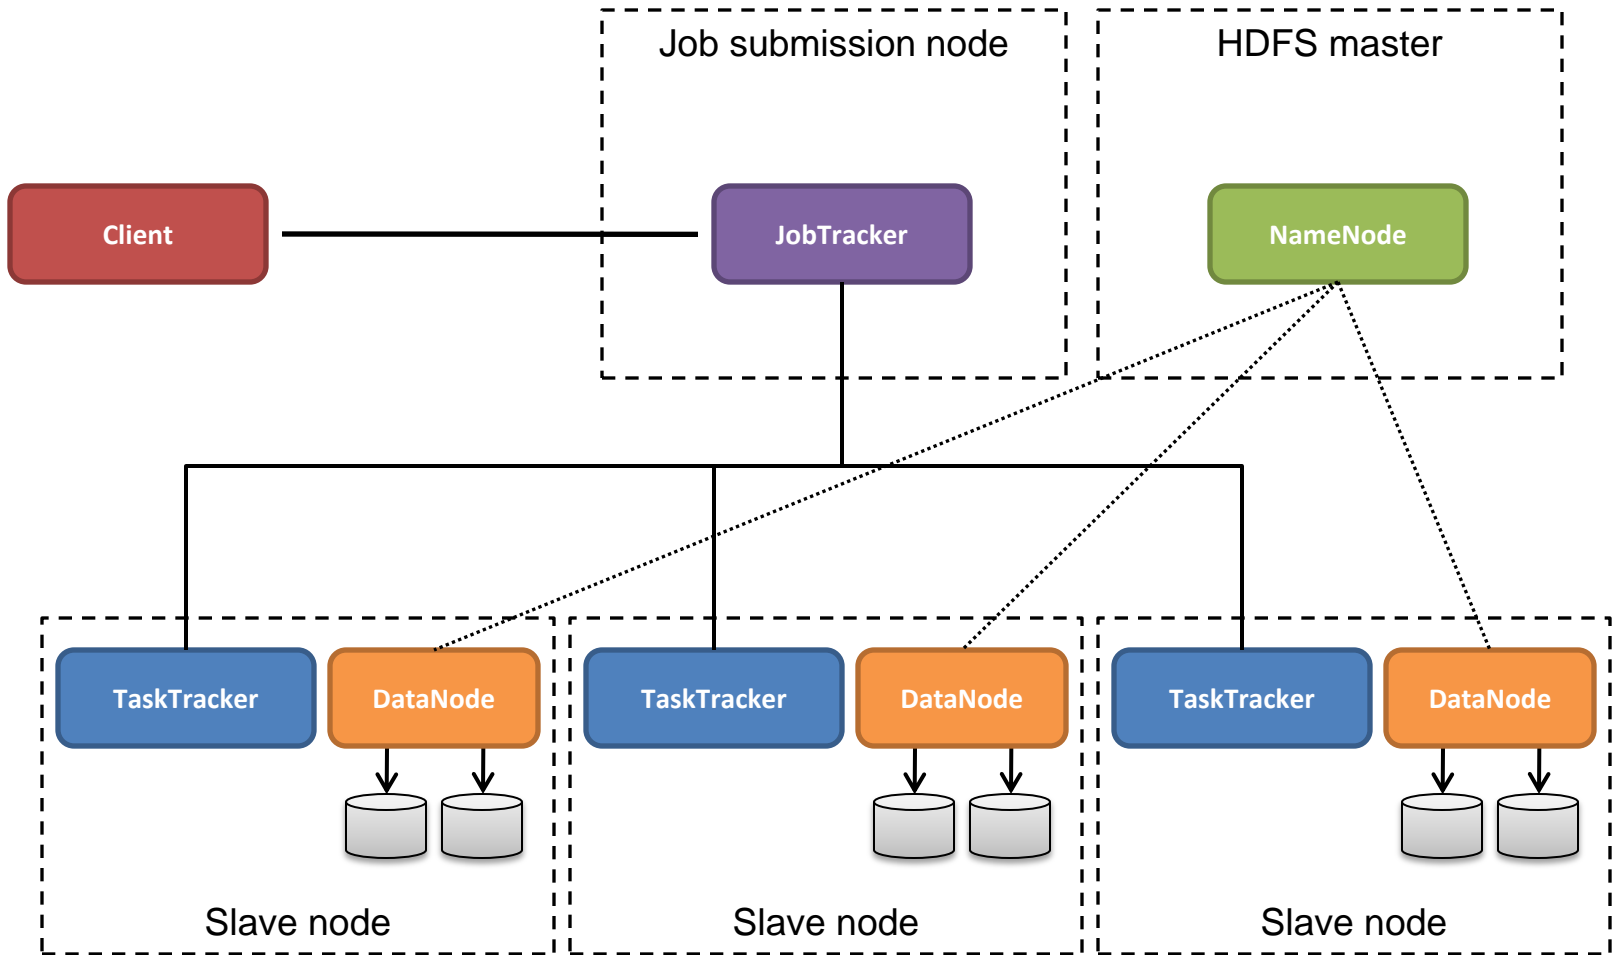 Job submission node
HDFS master
Client
JobTracker
NameNode
TaskTracker
DataNode
TaskTracker
DataNode
TaskTracker
DataNode
Slave node
Slave node
Slave node